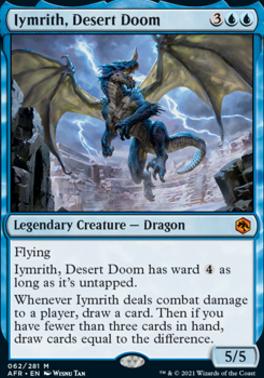 Iymrith, Desert Doom 3
Legendary Creature — Dragon
Flying
Iymrith, Desert Doom has ward 4 as
long as it's untapped.
Whenever Iymrith deals combat damage
to a player, draw a card. Then if you
have fewer than three cards in hand,
draw cards equal to the difference.
5/5
062/281 M
AFR • EN Wisnu Tan
™ & © 2021 Wizards of the Coast